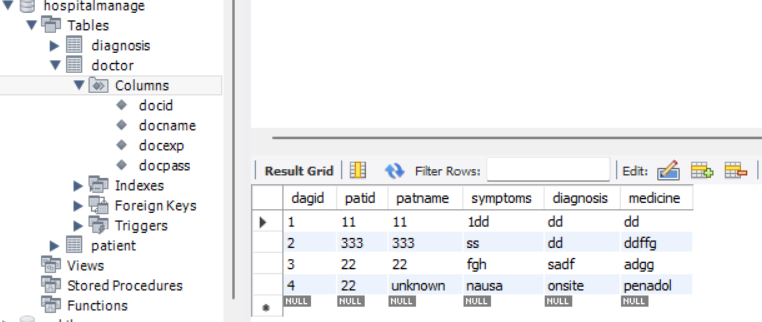 hospitalmanage
Tables
diagnosis
doctor
Columns
docid
docname
docexp
docpass
Indexes
Foreign Keys
Triggers
patient
Views
Stored Procedures
Functions
Result Grid Filter Rows: Edit:
dagid patid patname symptoms diagnosis medicine
1 11 11 1dd dd dd
2 333 333 ss dd ddffg
3 22 22 fgh sadf adgg
4 22 unknown nausa onsite penadol
NULL NULL NULL NULL NULL NULL